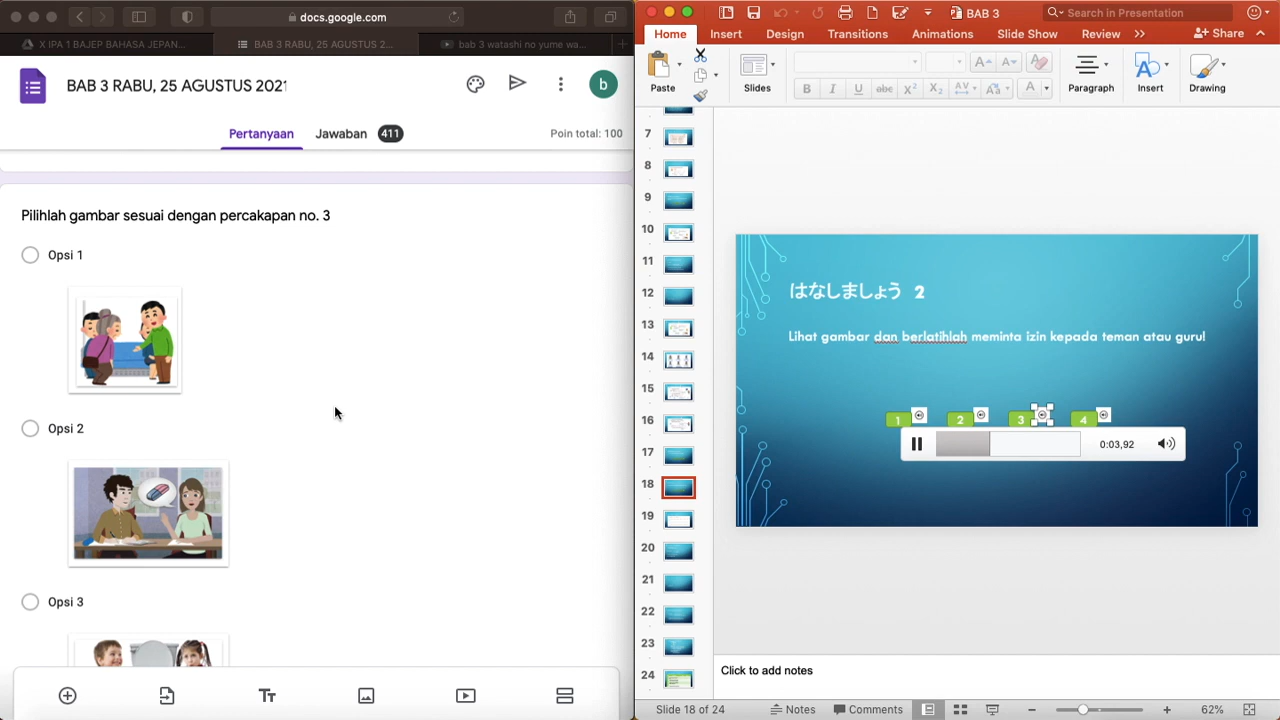 docs.google.com
X IPA 1 BAJEP BAHASA JEPAN...
BAB 3 RABU, 25 AGUSTUS 2...
bab 3 watashi no yume wa...
BAB 3 RABU, 25 AGUSTUS 2021
b
Pertanyaan
Jawaban 411
Poin total: 100
Pilihlah gambar sesuai dengan percakapan no. 3
Opsi 1
Opsi 2
Opsi 3
Tт
BAB 3
Search in Presentation
Home Insert Design Transitions Animations Slide Show Review
Share
Paste
Slides
B I U abc X² X₂ AV Aa A
Paragraph
Insert
Drawing
7
8
9
10
11
12
13
14
15
16
17
18
19
20
21
22
23
24
はなしましょう 2
Lihat gambar dan berlatihlah meminta izin kepada teman atau guru!
1 2 3 4
0:03,92
Click to add notes
Slide 18 of 24
Notes
Comments
62%